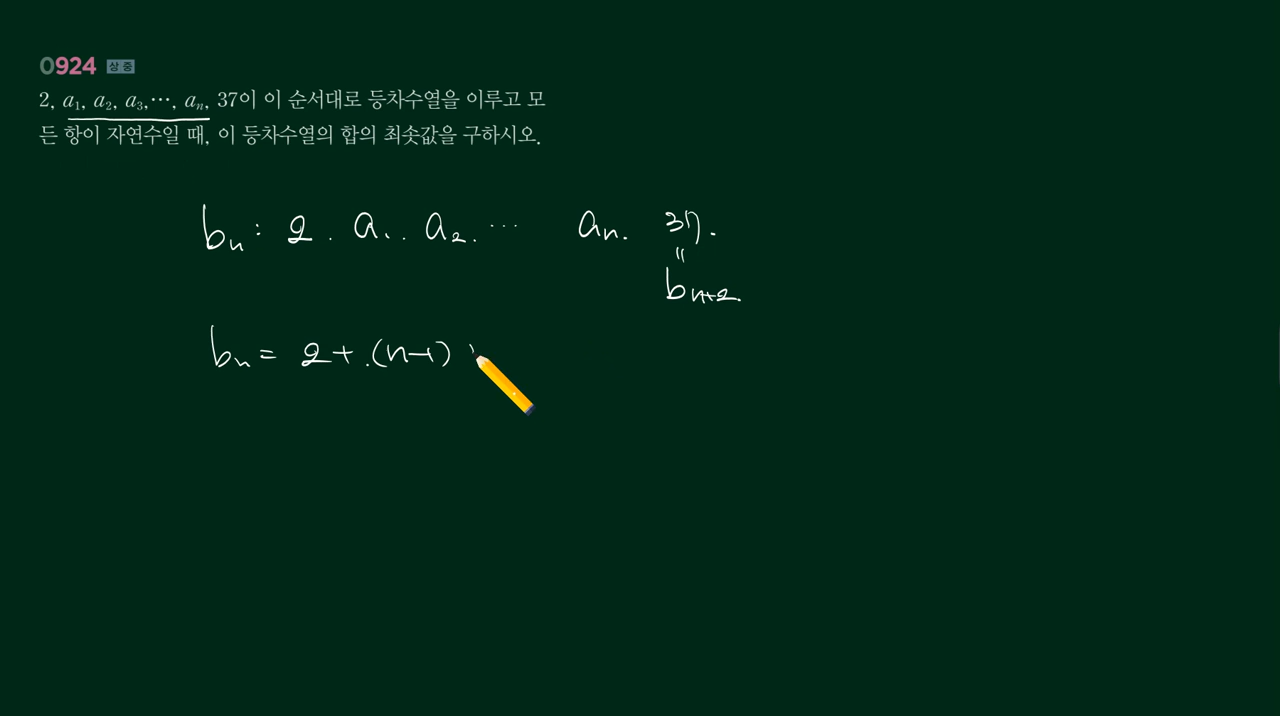 0924 상 중
2, a₁, a₂, a₃,⋯, aₙ, 37이 이 순서대로 등차수열을 이루고 모
든 항이 자연수일 때, 이 등차수열의 합의 최솟값을 구하시오.
bₙ : 2 . a₁. a₂. ⋯ aₙ. 37.
॥
bₙ₊₂.
bₙ = 2 + (n-1)